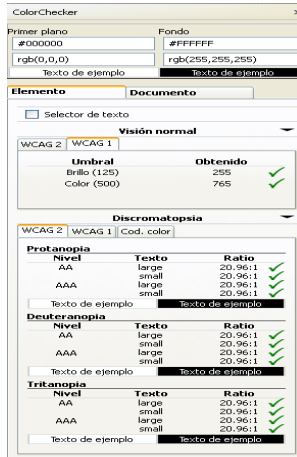 ColorChecker
Primer plano Fondo
#000000 #FFFFFF
rgb(0,0,0) rgb(255,255,255)
Texto de ejemplo Texto de ejemplo
Elemento Documento
Selector de texto
Visión normal
WCAG 2 WCAG 1
Umbral Obtenido
Brillo (125) 255
Color (500) 765
Discromatopsia
WCAG 2 WCAG 1 Cod. color
Protanopia
Nivel Texto Ratio
AA large 20.96:1
small 20.96:1
AAA large 20.96:1
small 20.96:1
Texto de ejemplo Texto de ejemplo
Deuteranopia
Nivel Texto Ratio
AA large 20.96:1
small 20.96:1
AAA large 20.96:1
small 20.96:1
Texto de ejemplo Texto de ejemplo
Tritanopia
Nivel Texto Ratio
AA large 20.96:1
small 20.96:1
AAA large 20.96:1
small 20.96:1
Texto de ejemplo Texto de ejemplo